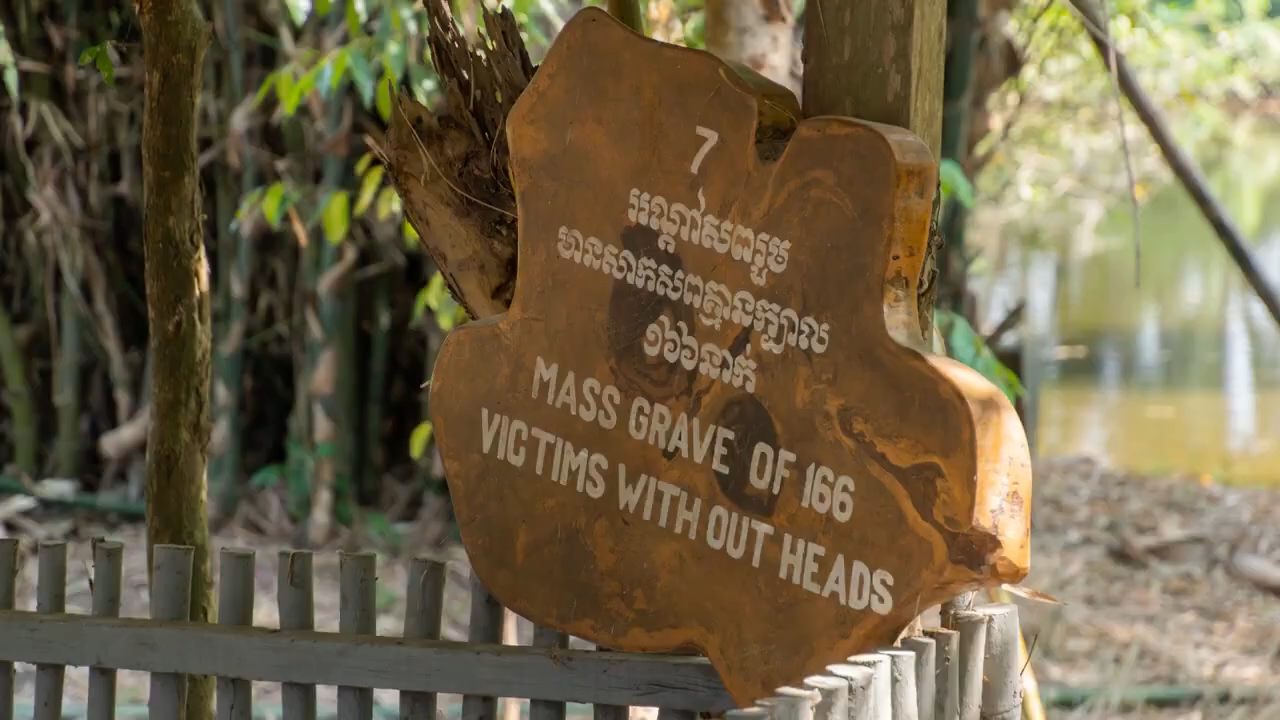 7
រណ្តៅសពរួម
មានសាកសពគ្មានក្បាល
១៦៦នាក់
MASS GRAVE OF 166
VICTIMS WITH OUT HEADS